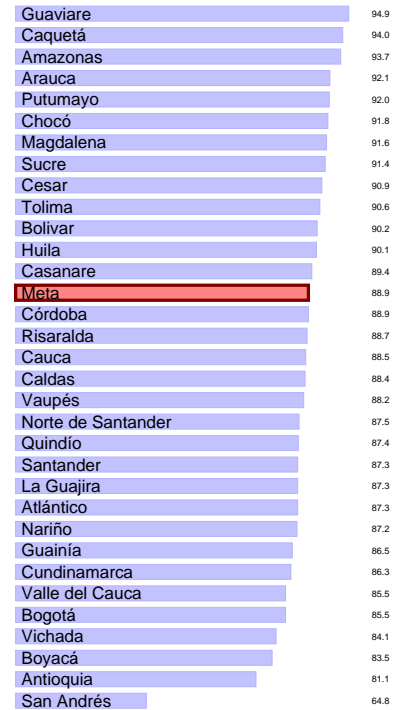 Guaviare 94.9
Caquetá 94.0
Amazonas 93.7
Arauca 92.1
Putumayo 92.0
Chocó 91.8
Magdalena 91.6
Sucre 91.4
Cesar 90.9
Tolima 90.6
Bolivar 90.2
Huila 90.1
Casanare 89.4
Meta 88.9
Córdoba 88.9
Risaralda 88.7
Cauca 88.5
Caldas 88.4
Vaupés 88.2
Norte de Santander 87.5
Quindío 87.4
Santander 87.3
La Guajira 87.3
Atlántico 87.3
Nariño 87.2
Guainía 86.5
Cundinamarca 86.3
Valle del Cauca 85.5
Bogotá 85.5
Vichada 84.1
Boyacá 83.5
Antioquia 81.1
San Andrés 64.8